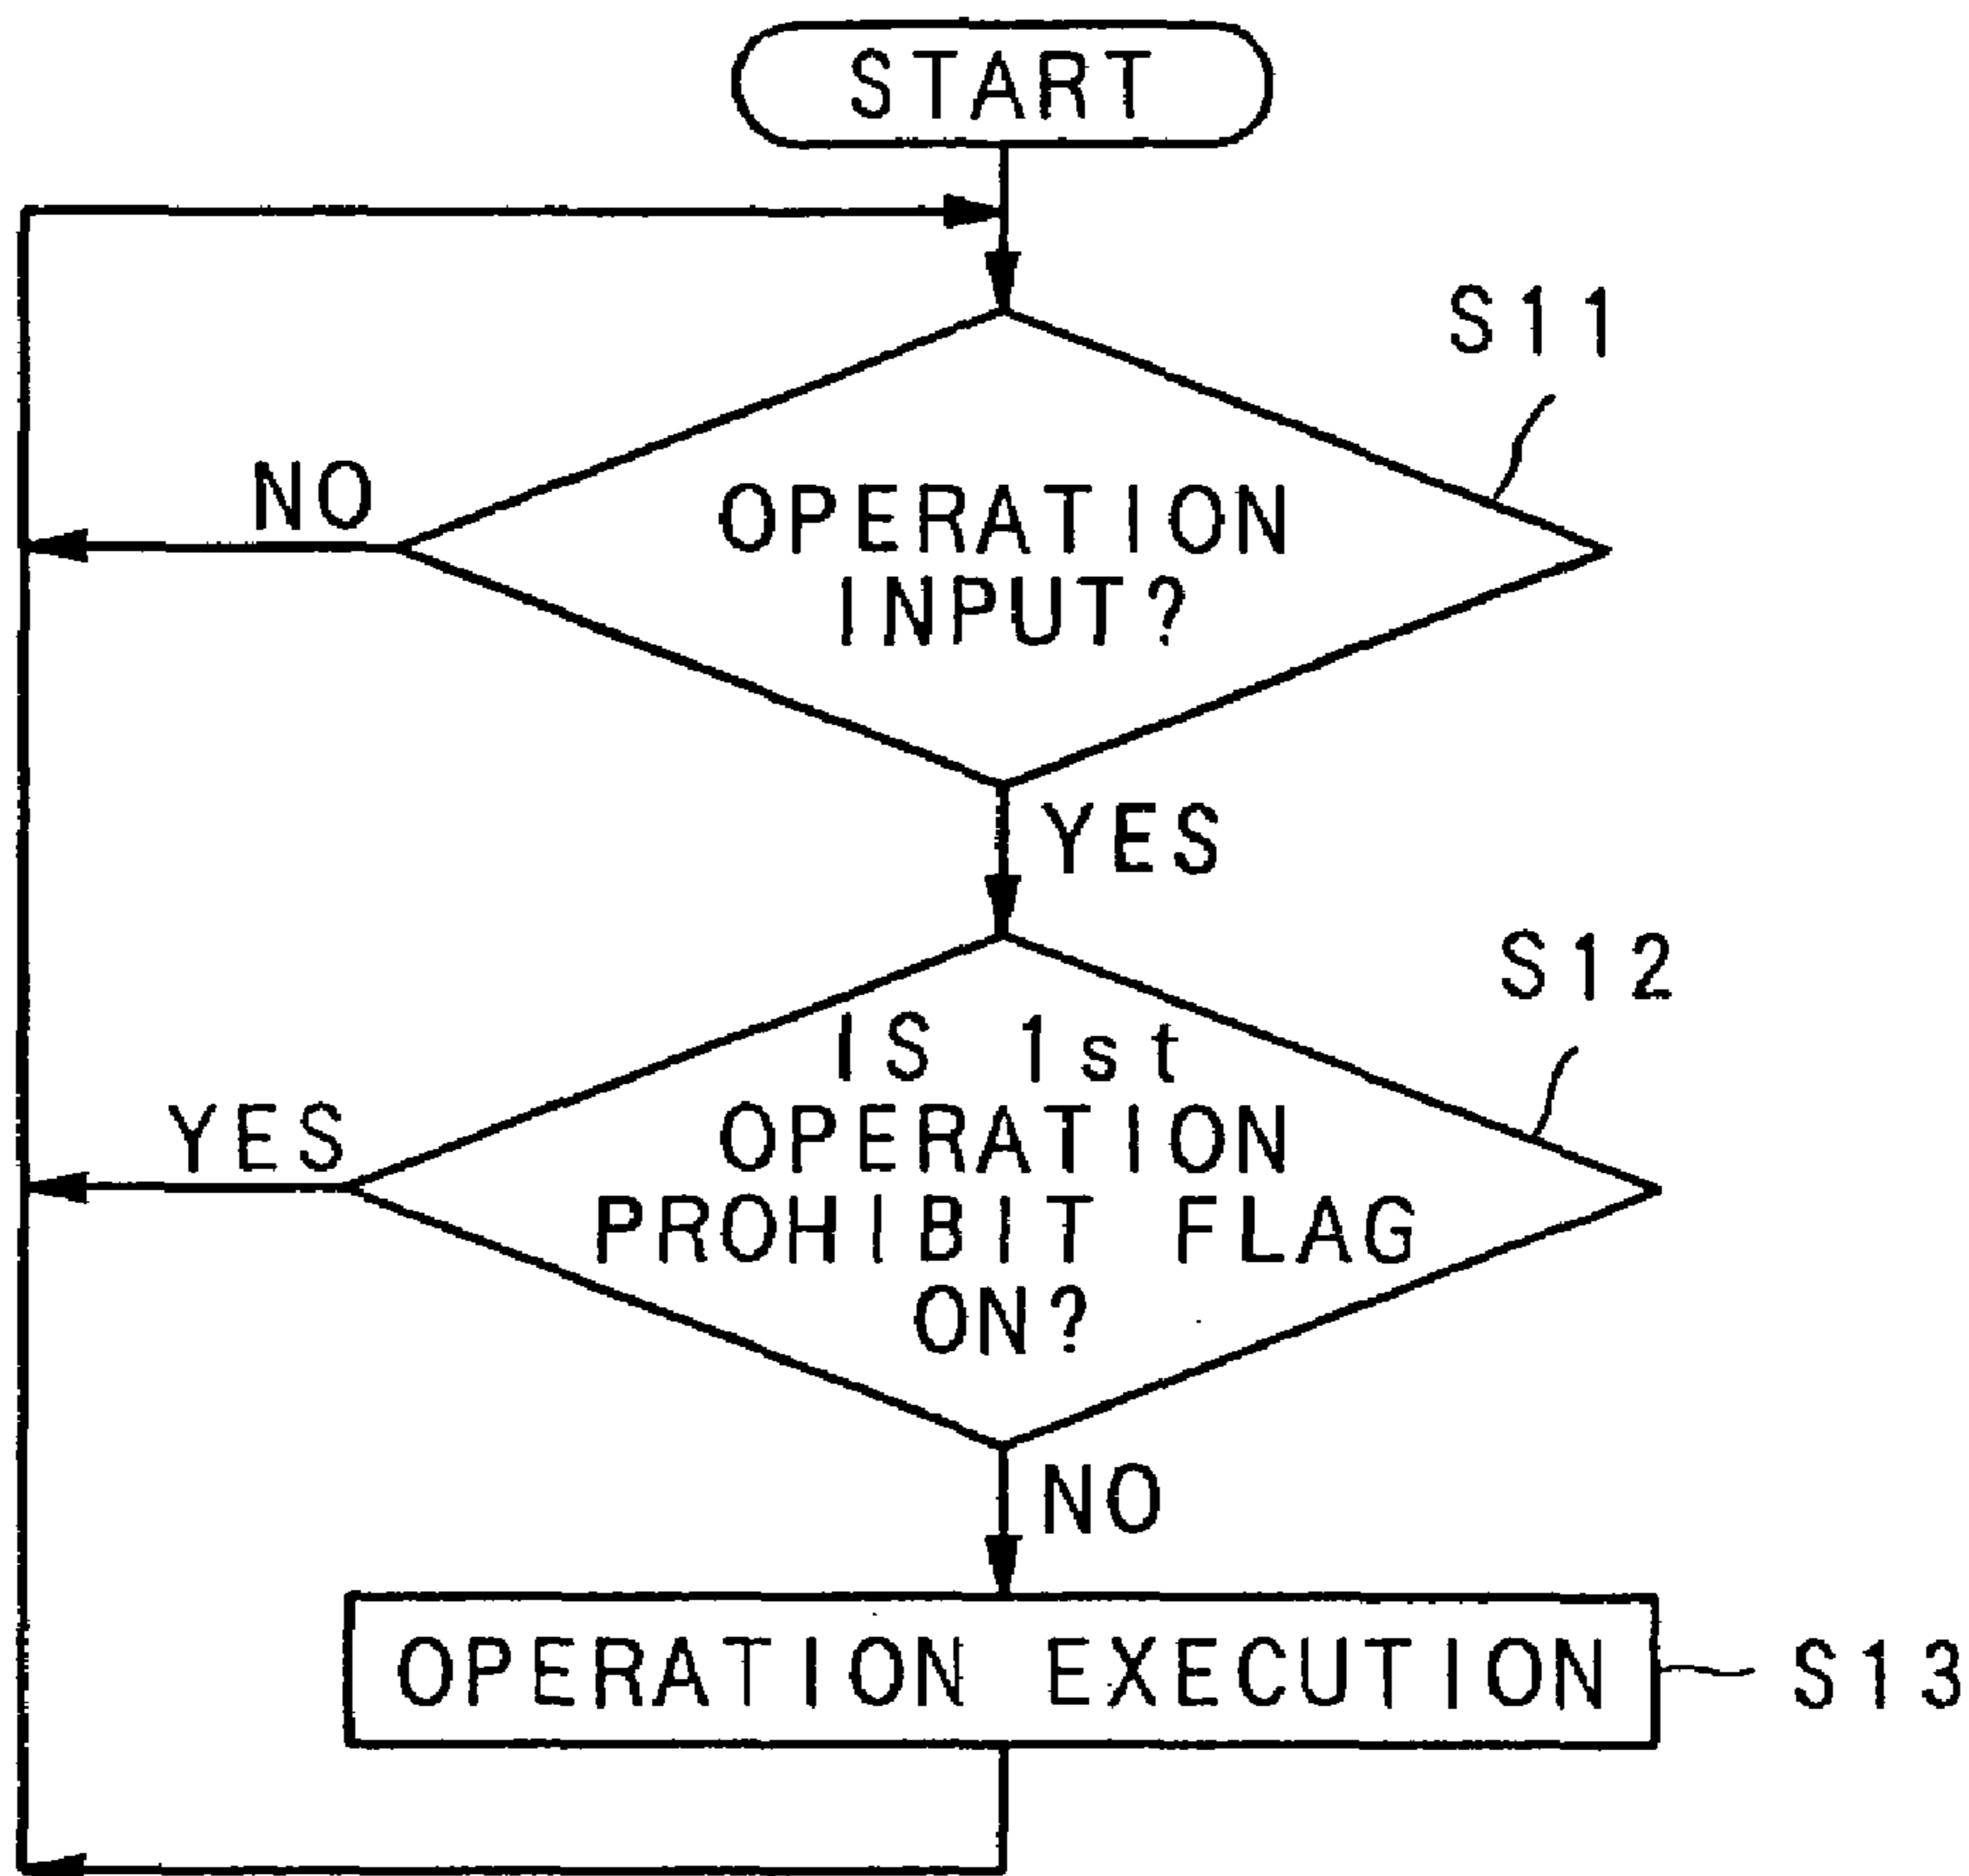 START
S11
NO
OPERATION
INPUT?
YES
S12
IS 1st
OPERATION
YES
PROHIBIT FLAG
ON?
NO
OPERATION EXECUTION
S13